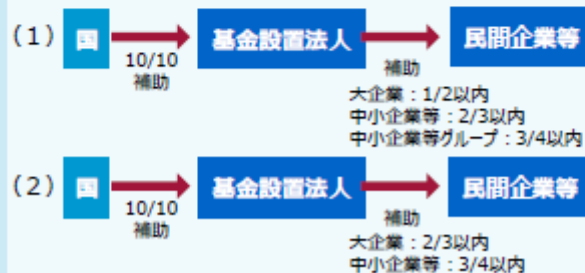 (1) 国 10/10 補助 基金設置法人 補助 民間企業等
大企業：1/2以内
中小企業等：2/3以内
中小企業等グループ：3/4以内
(2) 国 10/10 補助 基金設置法人 補助 民間企業等
大企業：2/3以内
中小企業等：3/4以内